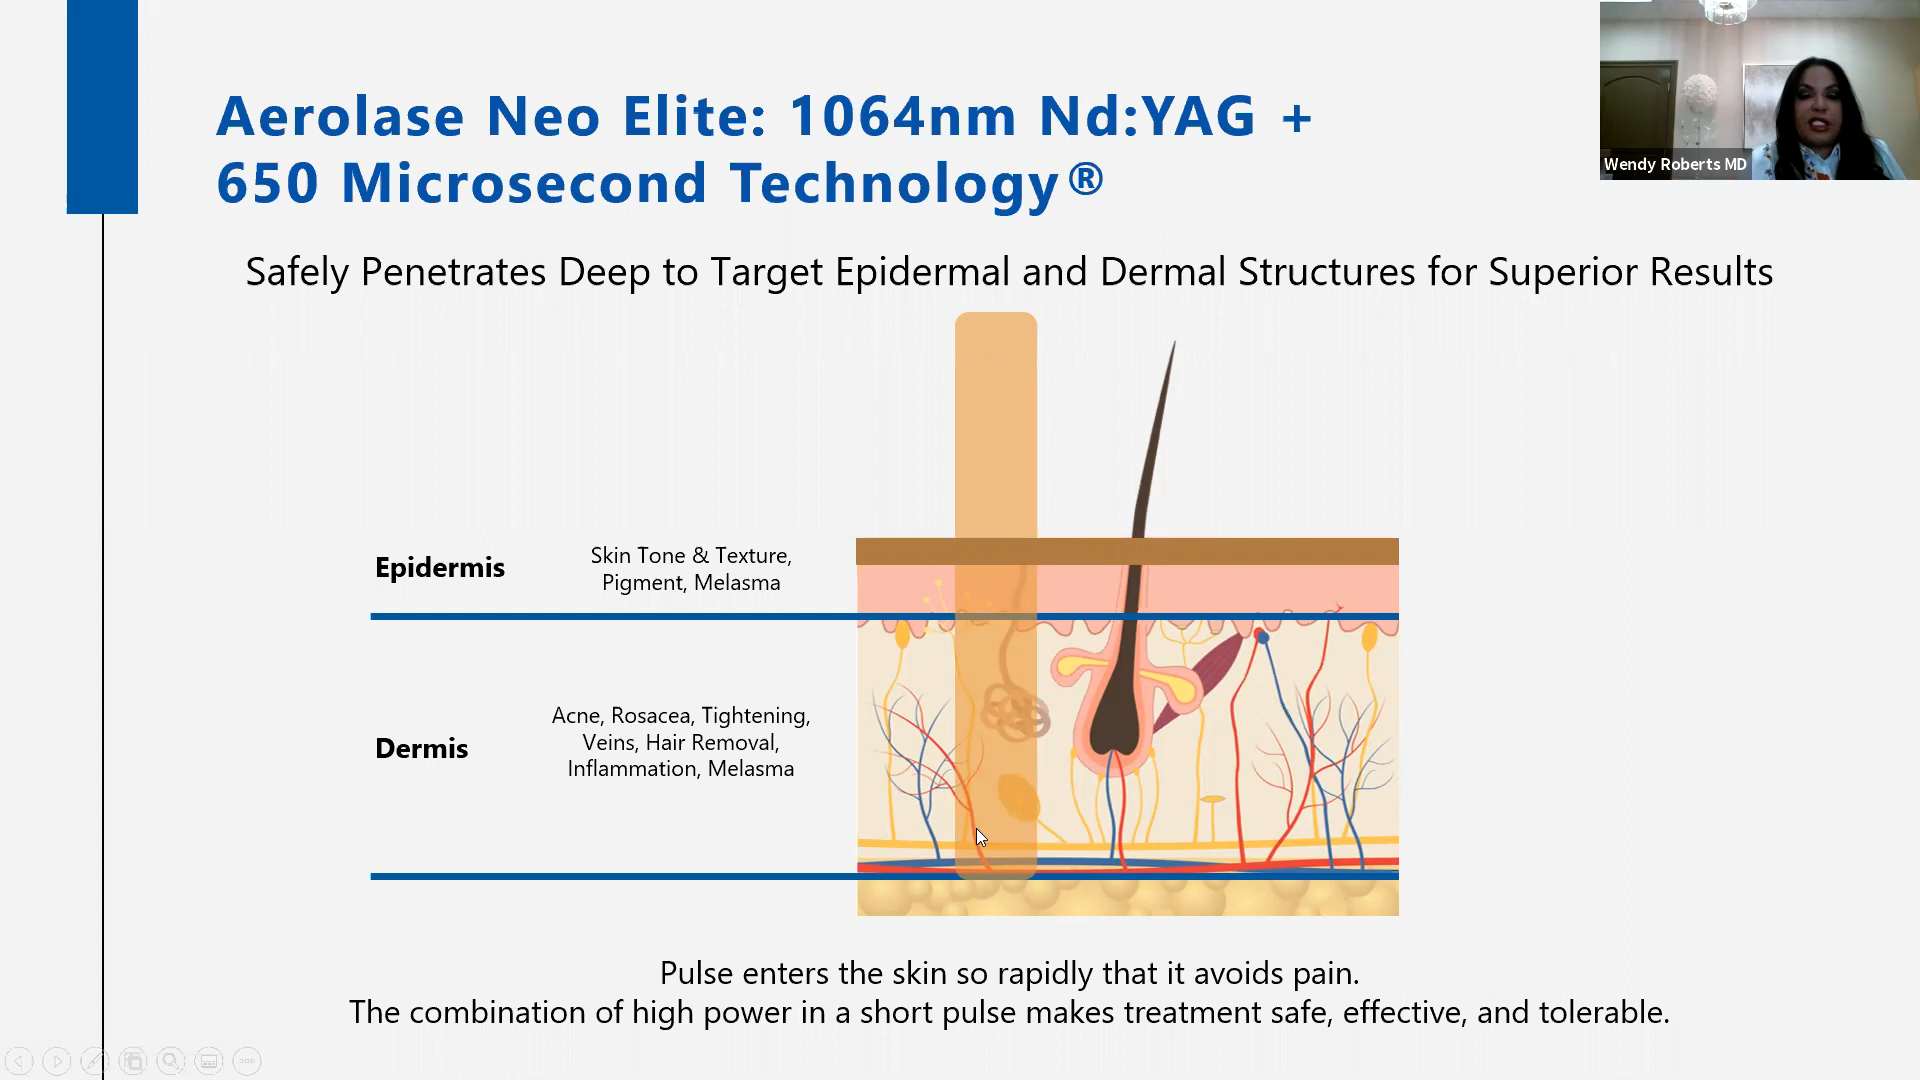 Aerolase Neo Elite: 1064nm Nd:YAG +
650 Microsecond Technology®
Wendy Roberts MD
Safely Penetrates Deep to Target Epidermal and Dermal Structures for Superior Results
Epidermis
Skin Tone & Texture,
Pigment, Melasma
Dermis
Acne, Rosacea, Tightening,
Veins, Hair Removal,
Inflammation, Melasma
Pulse enters the skin so rapidly that it avoids pain.
The combination of high power in a short pulse makes treatment safe, effective, and tolerable.